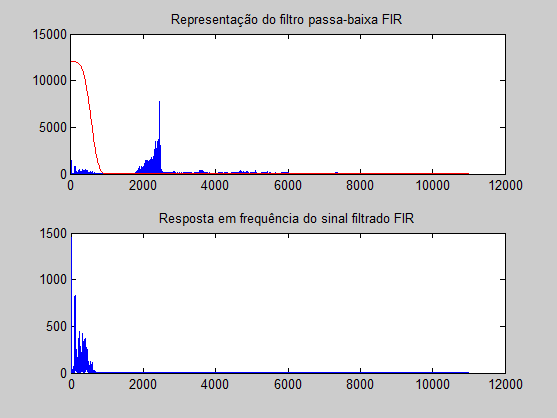 Representação do filtro passa-baixa FIR
15000
10000
5000
0
0 2000 4000 6000 8000 10000 12000
Resposta em frequência do sinal filtrado FIR
1500
1000
500
0
0 2000 4000 6000 8000 10000 12000